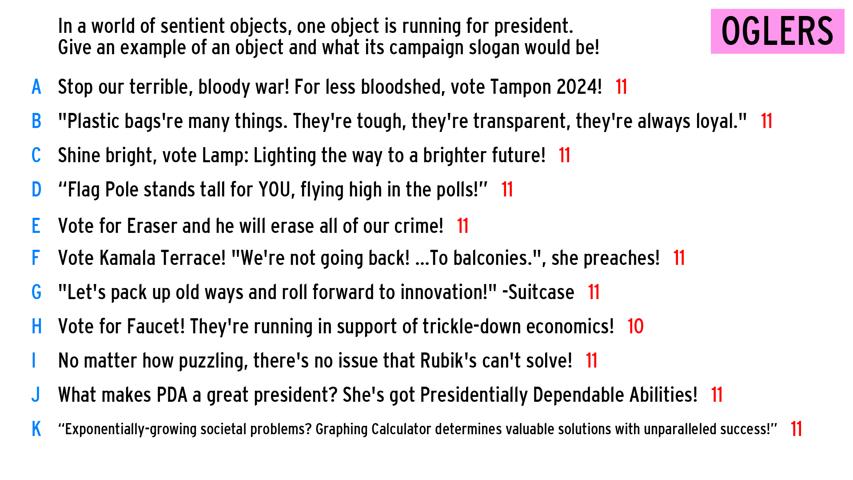 In a world of sentient objects, one object is running for president.
Give an example of an object and what its campaign slogan would be!
OGLERS
A Stop our terrible, bloody war! For less bloodshed, vote Tampon 2024! 11
B "Plastic bags're many things. They're tough, they're transparent, they're always loyal." 11
C Shine bright, vote Lamp: Lighting the way to a brighter future! 11
D “Flag Pole stands tall for YOU, flying high in the polls!” 11
E Vote for Eraser and he will erase all of our crime! 11
F Vote Kamala Terrace! "We're not going back! ...To balconies.", she preaches! 11
G "Let's pack up old ways and roll forward to innovation!" -Suitcase 11
H Vote for Faucet! They're running in support of trickle-down economics! 10
I No matter how puzzling, there's no issue that Rubik's can't solve! 11
J What makes PDA a great president? She's got Presidentially Dependable Abilities! 11
K “Exponentially-growing societal problems? Graphing Calculator determines valuable solutions with unparalleled success!” 11